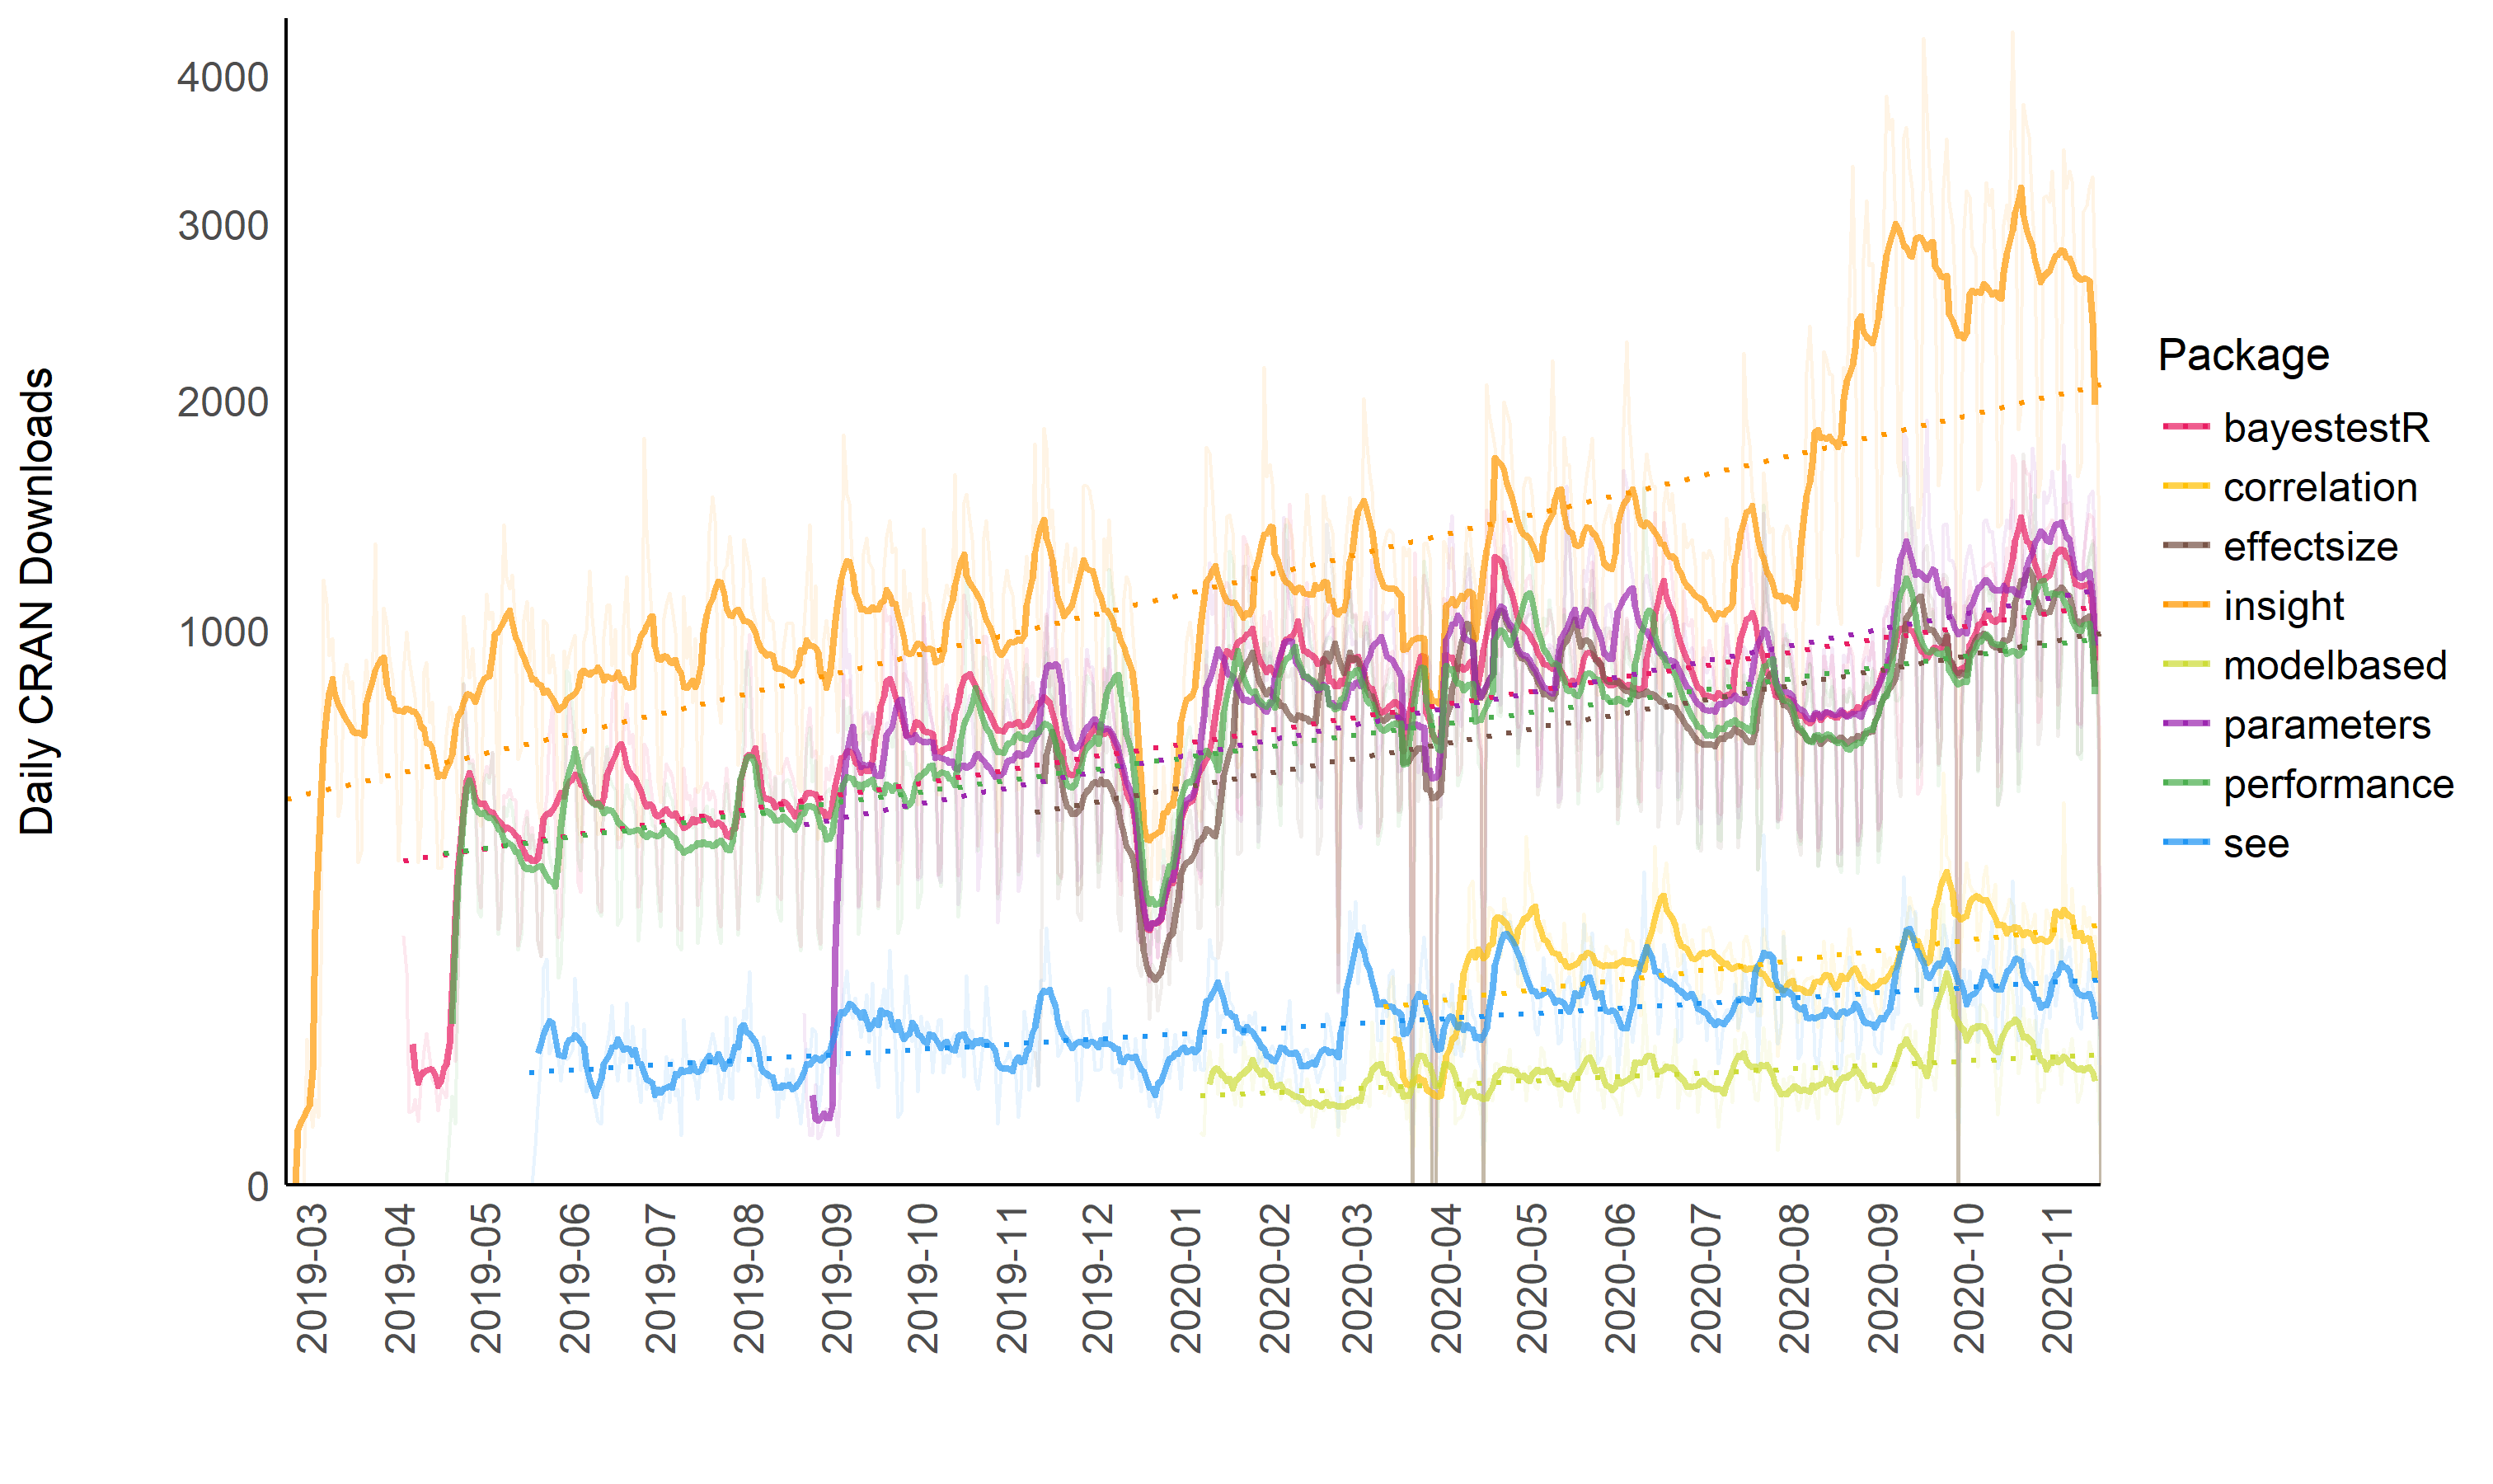 Daily CRAN Downloads
4000
3000
2000
1000
0
2019-03
2019-04
2019-05
2019-06
2019-07
2019-08
2019-09
2019-10
2019-11
2019-12
2020-01
2020-02
2020-03
2020-04
2020-05
2020-06
2020-07
2020-08
2020-09
2020-10
2020-11
Package
bayestestR
correlation
effectsize
insight
modelbased
parameters
performance
see